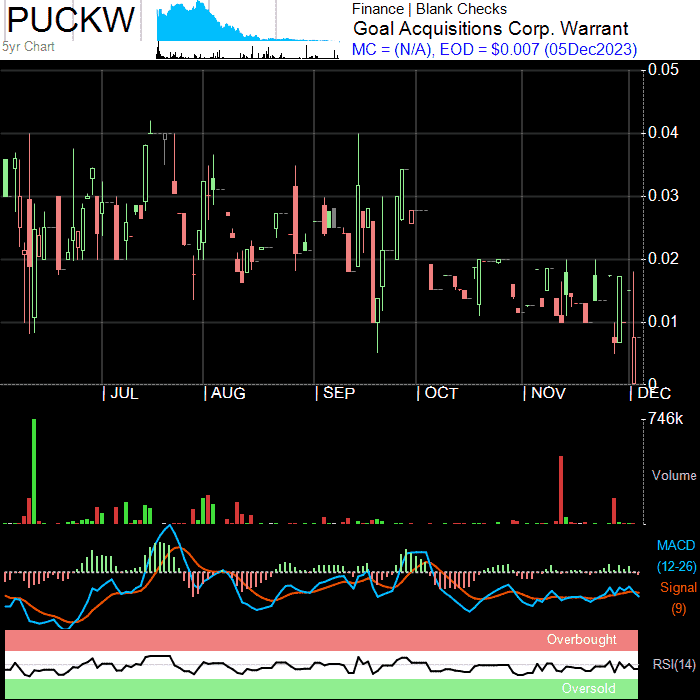 PUCKW
5yr Chart
Finance | Blank Checks
Goal Acquisitions Corp. Warrant
MC = (N/A), EOD = $0.007 (05Dec2023)
0.05
0.04
0.03
0.02
0.01
0
JUL
AUG
SEP
OCT
NOV
DEC
746k
Volume
MACD
(12-26)
Signal
(9)
Overbought
RSI(14)
Oversold